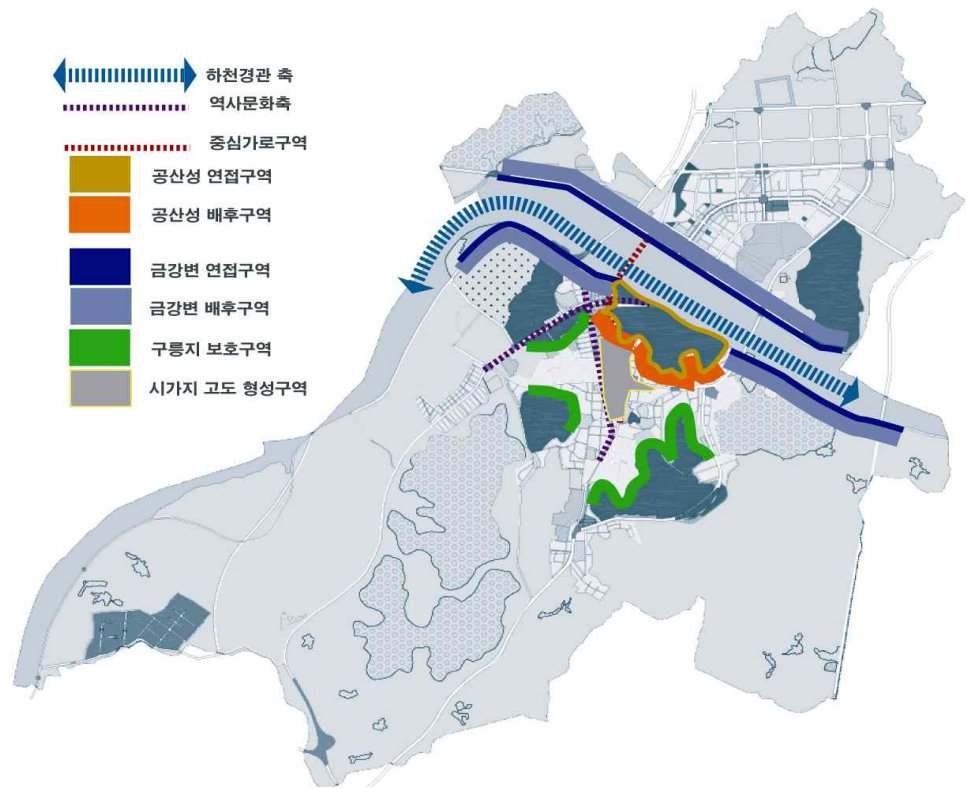 하천경관 축
역사문화축
중심가로구역
공산성 연접구역
공산성 배후구역
금강변 연접구역
금강변 배후구역
구릉지 보호구역
시가지 고도 형성구역